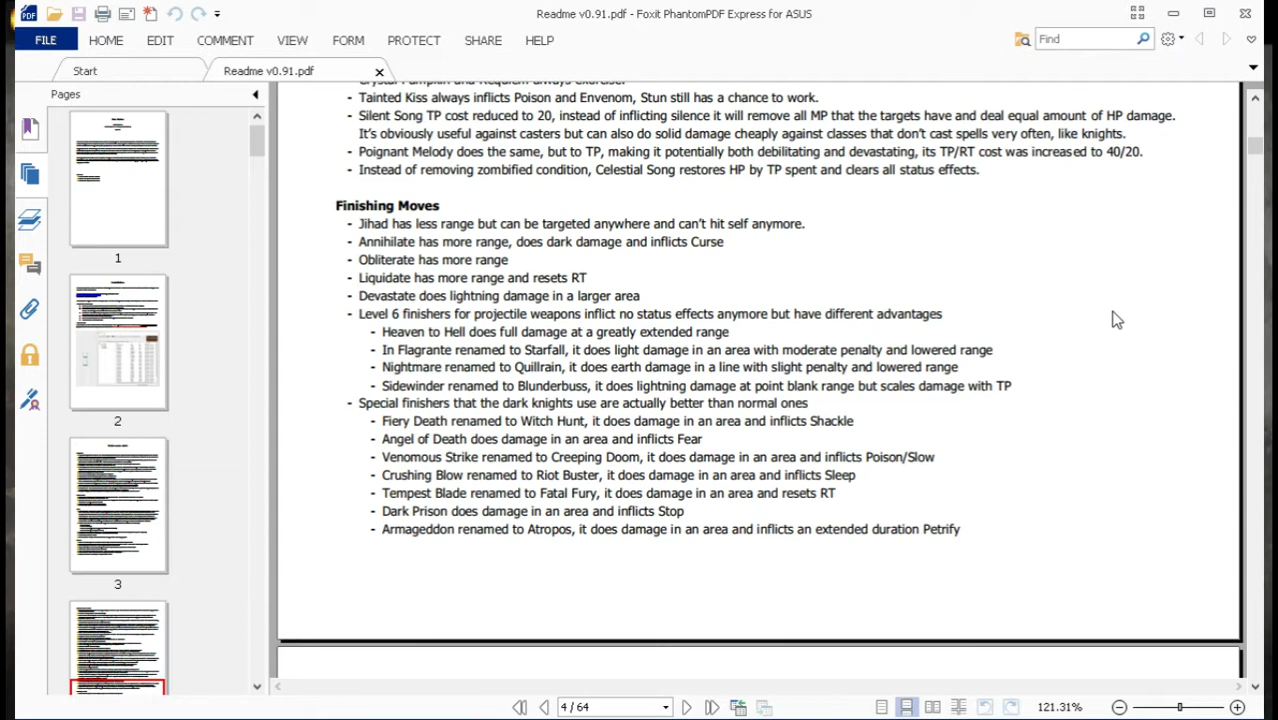 Readme v0.91.pdf - Foxit PhantomPDF Express for ASUS
FILE HOME EDIT COMMENT VIEW FORM PROTECT SHARE HELP
Find
Start
Readme v0.91.pdf
Pages
1
2
3
Crystal Pumpkin and Requiem always exorcise.
- Tainted Kiss always inflicts Poison and Envenom, Stun still has a chance to work.
- Silent Song TP cost reduced to 20, instead of inflicting silence it will remove all MP that the targets have and deal equal amount of HP damage.
It's obviously useful against casters but can also do solid damage cheaply against classes that don't cast spells very often, like knights.
- Poignant Melody does the same, but to TP, making it potentially both debilitating and devastating, its TP/RT cost was increased to 40/20.
- Instead of removing zombified condition, Celestial Song restores HP by TP spent and clears all status effects.
Finishing Moves
- Jihad has less range but can be targeted anywhere and can't hit self anymore.
- Annihilate has more range, does dark damage and inflicts Curse
- Obliterate has more range
- Liquidate has more range and resets RT
- Devastate does lightning damage in a larger area
- Level 6 finishers for projectile weapons inflict no status effects anymore but have different advantages
- Heaven to Hell does full damage at a greatly extended range
- In Flagrante renamed to Starfall, it does light damage in an area with moderate penalty and lowered range
- Nightmare renamed to Quillrain, it does earth damage in a line with slight penalty and lowered range
- Sidewinder renamed to Blunderbuss, it does lightning damage at point blank range but scales damage with TP
- Special finishers that the dark knights use are actually better than normal ones
- Fiery Death renamed to Witch Hunt, it does damage in an area and inflicts Shackle
- Angel of Death does damage in an area and inflicts Fear
- Venomous Strike renamed to Creeping Doom, it does damage in an area and inflicts Poison/Slow
- Crushing Blow renamed to Riot Buster, it does damage in an area and inflicts Sleep
- Tempest Blade renamed to Fatal Fury, it does damage in an area and resets RT
- Dark Prison does damage in an area and inflicts Stop
- Armageddon renamed to Atropos, it does damage in an area and inflicts an extended duration Petrify
4 / 64
121.31%